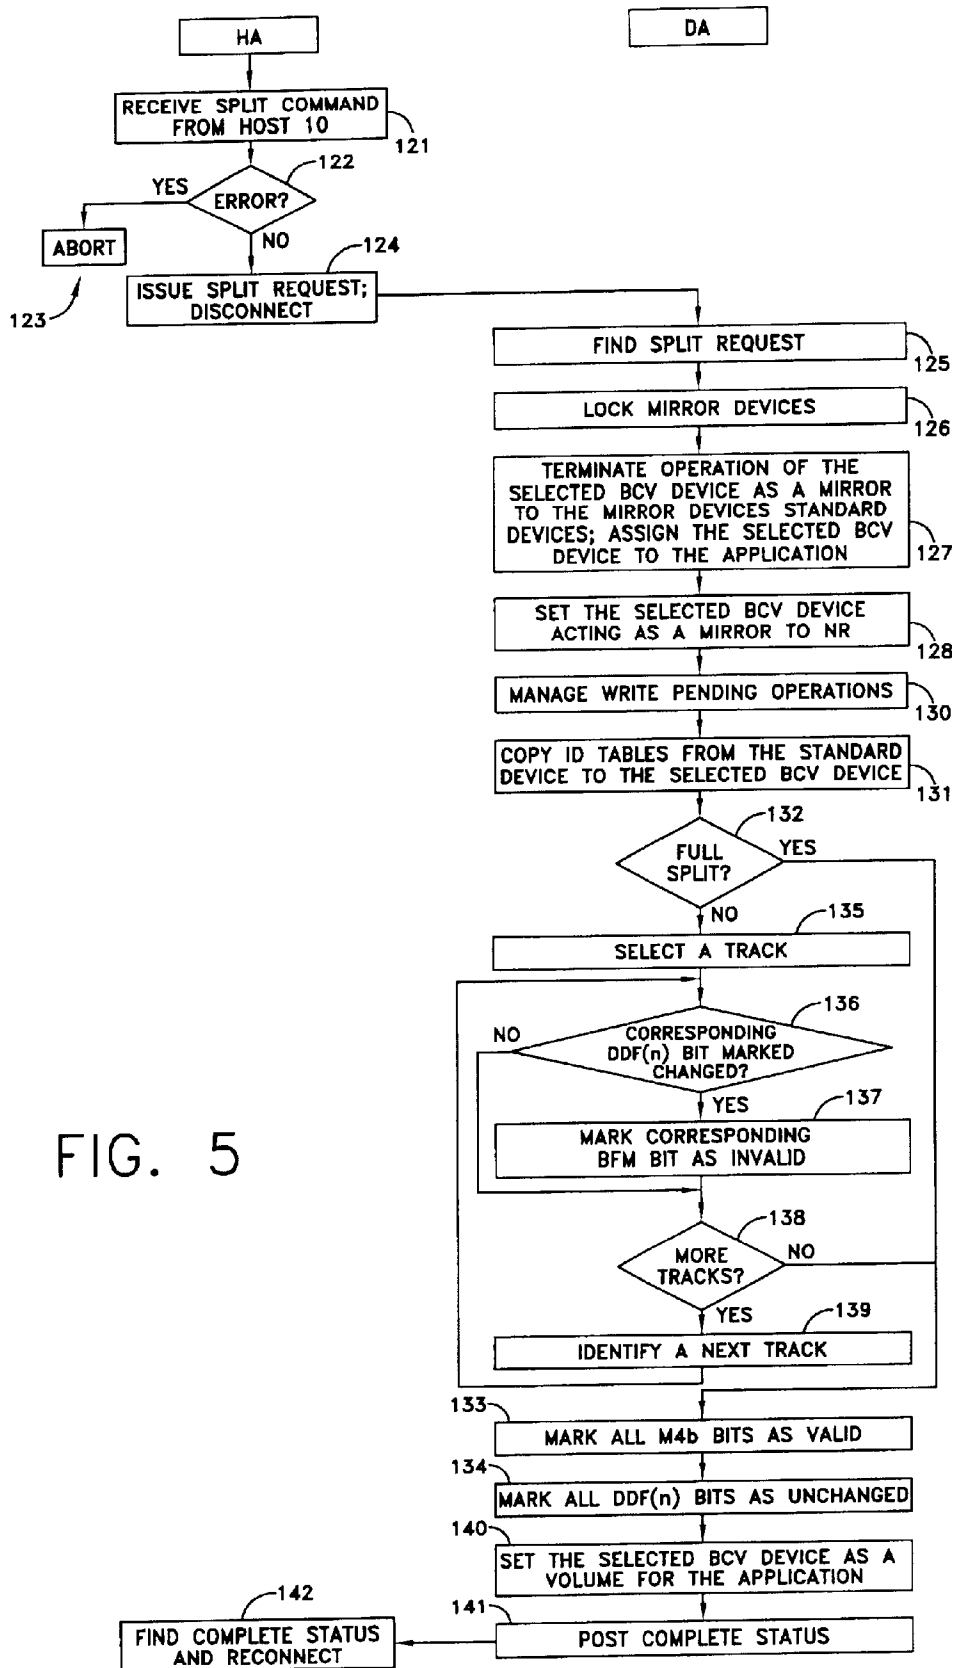 HA
DA
RECEIVE SPLIT COMMAND
FROM HOST 10
121
122
YES
ERROR?
ABORT
NO
123
124
ISSUE SPLIT REQUEST;
DISCONNECT
FIND SPLIT REQUEST
125
LOCK MIRROR DEVICES
126
TERMINATE OPERATION OF THE
SELECTED BCV DEVICE AS A MIRROR
TO THE MIRROR DEVICES STANDARD
DEVICES; ASSIGN THE SELECTED BCV
DEVICE TO THE APPLICATION
127
SET THE SELECTED BCV DEVICE
ACTING AS A MIRROR TO NR
128
MANAGE WRITE PENDING OPERATIONS
130
COPY ID TABLES FROM THE STANDARD
DEVICE TO THE SELECTED BCV DEVICE
131
132
FULL
SPLIT?
YES
NO
135
SELECT A TRACK
136
NO
CORRESPONDING
DDF(n) BIT MARKED
CHANGED?
YES
137
MARK CORRESPONDING
BFM BIT AS INVALID
FIG. 5
138
MORE
TRACKS?
NO
YES
139
IDENTIFY A NEXT TRACK
133
MARK ALL M4b BITS AS VALID
134
MARK ALL DDF(n) BITS AS UNCHANGED
140
SET THE SELECTED BCV DEVICE AS A
VOLUME FOR THE APPLICATION
141
POST COMPLETE STATUS
142
FIND COMPLETE STATUS
AND RECONNECT